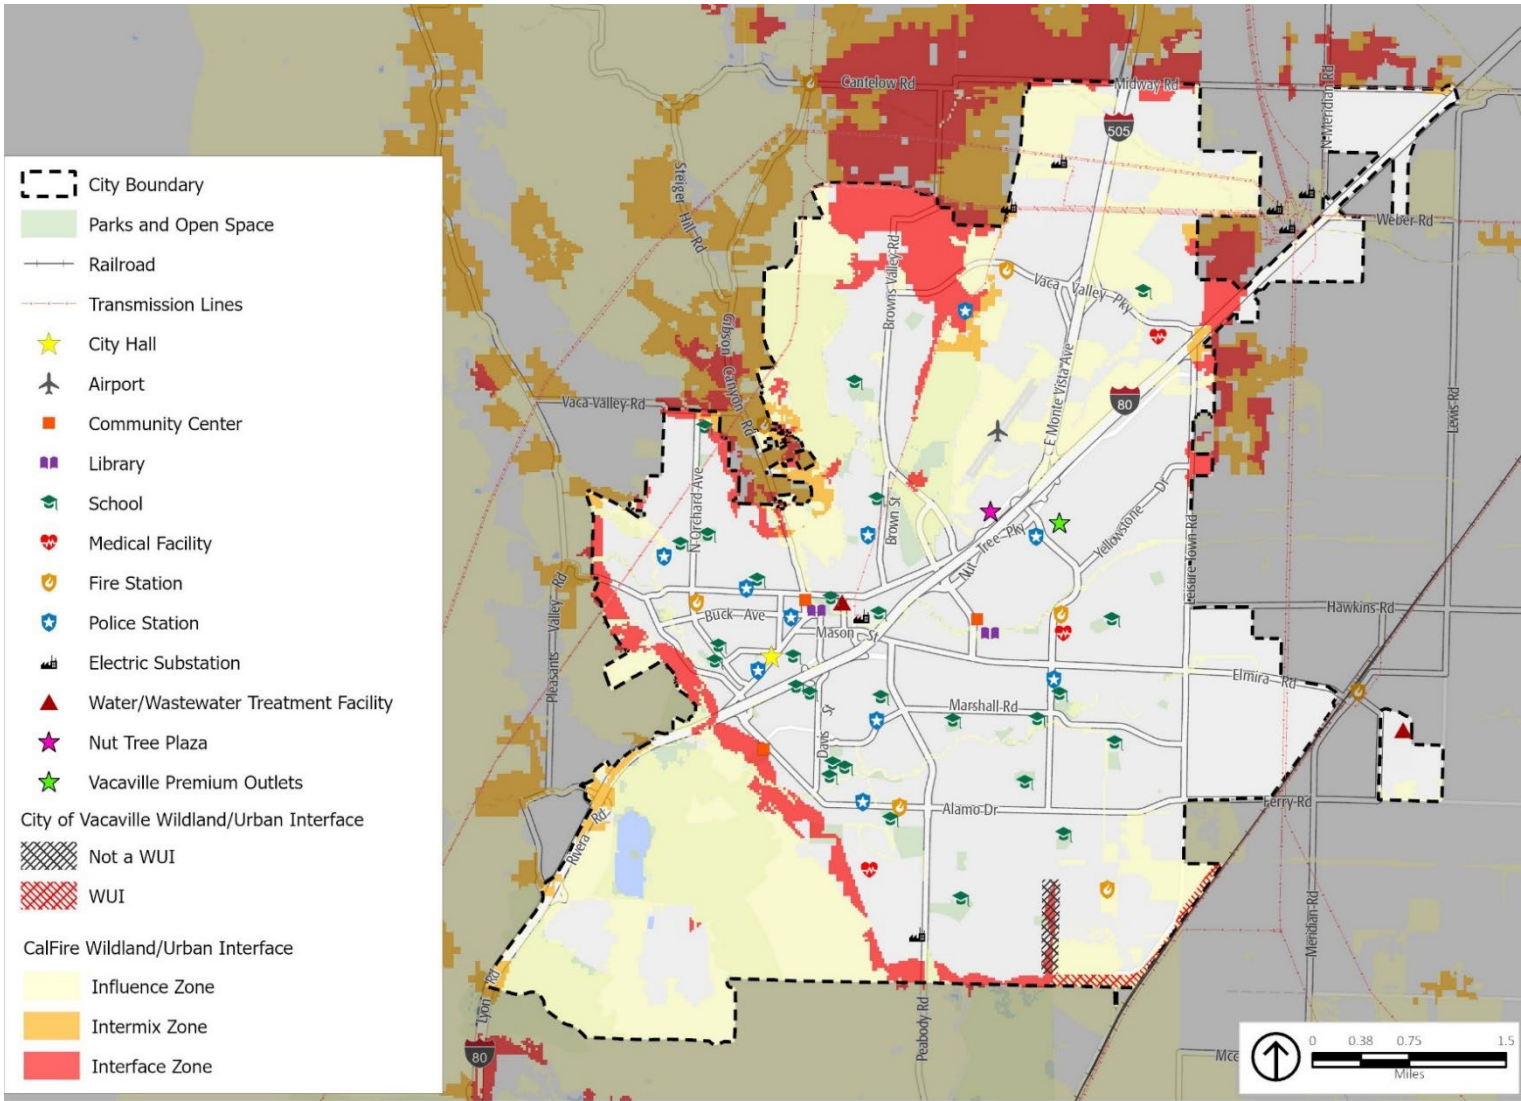 Cantelow Rd
Midway Rd
505
N-Meridian-Rd
Steiger Hill Rd
Weber-Rd
Browns-Valley-Rd
Vaca Valley Pky
Gibson Canyon Rd
E Monte Vista Ave
80
Lewis-Rd
Vaca-Valley-Rd
N-Orchard-Ave
Brown St
Nut Tree-Pky
Yellowstone Dr
Leisure-Town-Rd
Pleasants Valley Rd
Buck Ave
Mason St
Hawkins-Rd
Elmira Rd
Marshall-Rd
Davis St
Alamo-Dr
Rivera Rd
Meridian-Rd
Lyon Rd
Peabody Rd
80
City Boundary
Parks and Open Space
Railroad
Transmission Lines
City Hall
Airport
Community Center
Library
School
Medical Facility
Fire Station
Police Station
Electric Substation
Water/Wastewater Treatment Facility
Nut Tree Plaza
Vacaville Premium Outlets
City of Vacaville Wildland/Urban Interface
Not a WUI
WUI
CalFire Wildland/Urban Interface
Influence Zone
Intermix Zone
Interface Zone
0 0.38 0.75 1.5
Miles